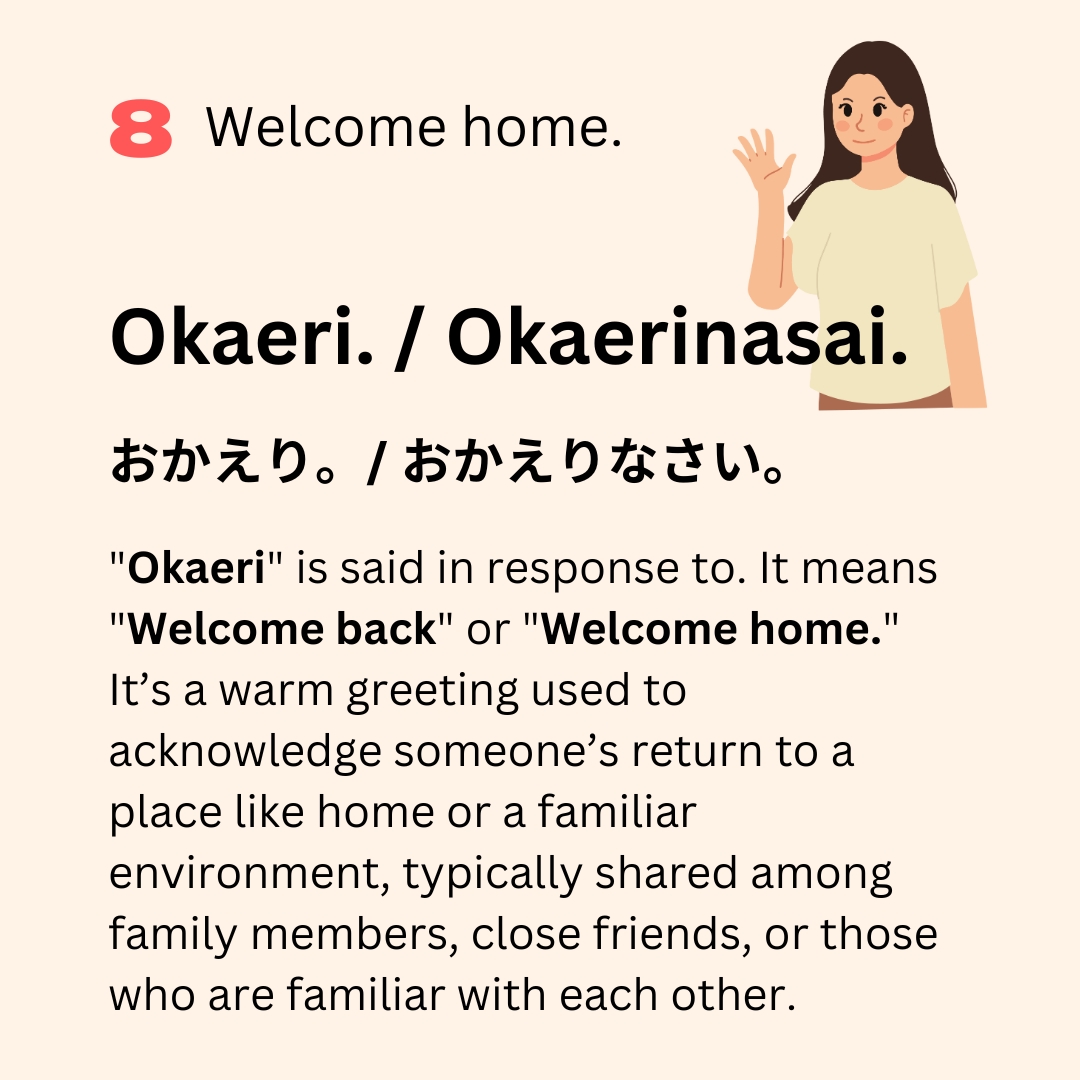 8 Welcome home.
Okaeri. / Okaerinasai.
おかえり。/ おかえりなさい。
"Okaeri" is said in response to. It means
"Welcome back" or "Welcome home."
It’s a warm greeting used to
acknowledge someone’s return to a
place like home or a familiar
environment, typically shared among
family members, close friends, or those
who are familiar with each other.